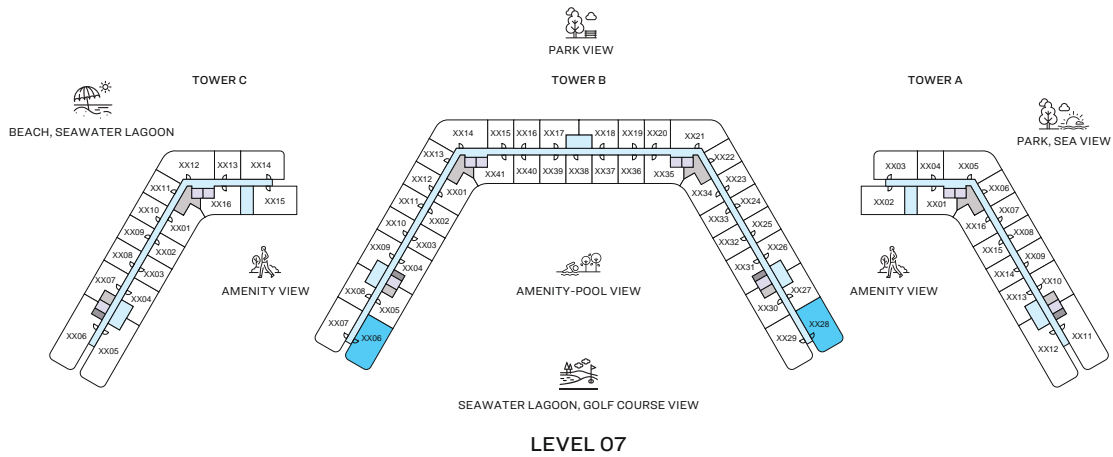 PARK VIEW
TOWER C
TOWER B
TOWER A
BEACH, SEAWATER LAGOON
PARK, SEA VIEW
XX12
XX13
XX14
XX11
XX10
XX09
XX08
XX07
XX06
XX16
XX15
XX01
XX02
XX03
XX04
XX05
XX14
XX15
XX16
XX17
XX18
XX19
XX20
XX21
XX13
XX12
XX11
XX10
XX09
XX08
XX07
XX41
XX40
XX39
XX38
XX37
XX36
XX35
XX01
XX02
XX03
XX04
XX05
XX06
XX22
XX23
XX24
XX25
XX26
XX27
XX28
XX34
XX33
XX32
XX31
XX30
XX29
XX03
XX04
XX05
XX02
XX01
XX06
XX07
XX08
XX09
XX10
XX11
XX16
XX15
XX14
XX13
XX12
AMENITY VIEW
AMENITY-POOL VIEW
AMENITY VIEW
SEAWATER LAGOON, GOLF COURSE VIEW
LEVEL 07